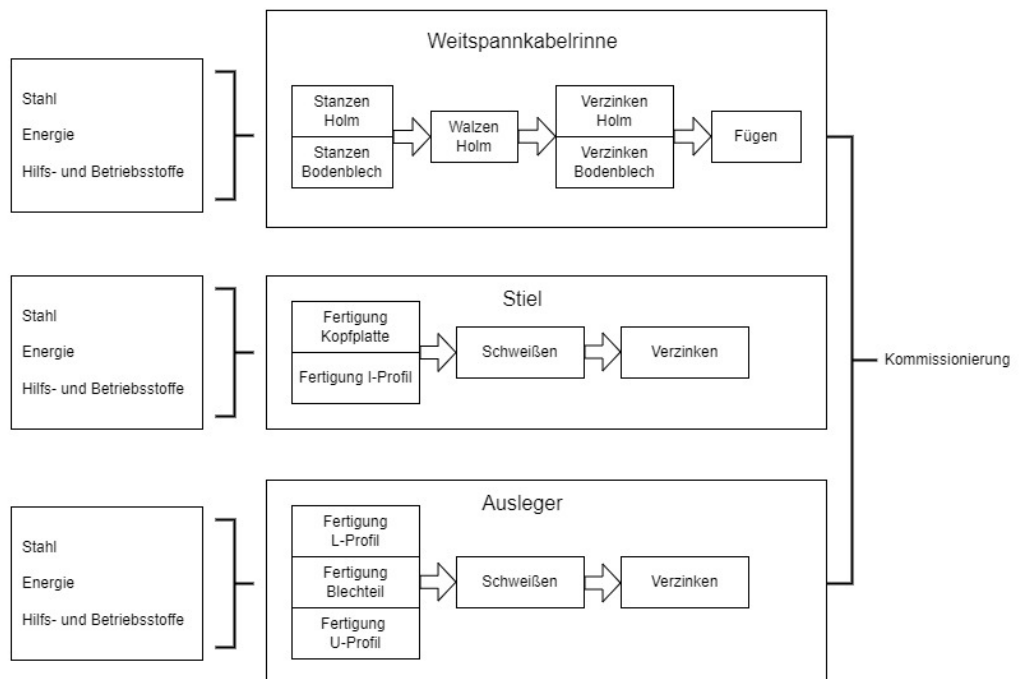 Weitspannkabelrinne
Stahl
Energie
Hilfs- und Betriebsstoffe
Stanzen
Holm
Stanzen
Bodenblech
Walzen
Holm
Verzinken
Holm
Verzinken
Bodenblech
Fügen
Stiel
Stahl
Energie
Hilfs- und Betriebsstoffe
Fertigung
Kopfplatte
Fertigung I-Profil
Schweißen
Verzinken
Kommissionierung
Ausleger
Stahl
Energie
Hilfs- und Betriebsstoffe
Fertigung
L-Profil
Fertigung
Blechteil
Fertigung
U-Profil
Schweißen
Verzinken